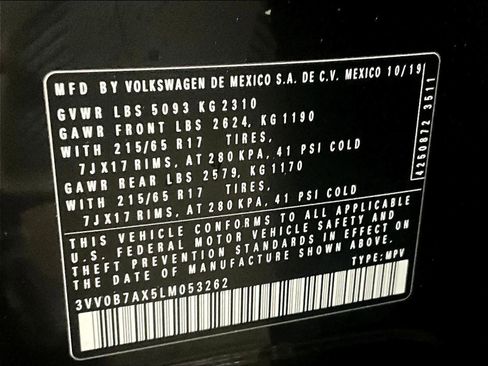 MFD BY VOLKSWAGEN DE MEXICO S.A. DE C.V. MEXICO 10/19
GVWR LBS 5093 KG 2310
GAWR FRONT LBS 2624, KG 1190
WITH 215/65 R17 TIRES,
7JX17 RIMS, AT 280 KPA, 41 PSI COLD
GAWR REAR LBS 2579, KG 1170
WITH 215/65 R17 TIRES,
7JX17 RIMS, AT 280 KPA, 41 PSI COLD
4250872 3511
THIS VEHICLE CONFORMS TO ALL APPLICABLE
U.S. FEDERAL MOTOR VEHICLE SAFETY AND
THEFT PREVENTION STANDARDS IN EFFECT ON
THE DATE OF MANUFACTURE SHOWN ABOVE.
3VV0B7AX5LM053262 TYPE: MPV